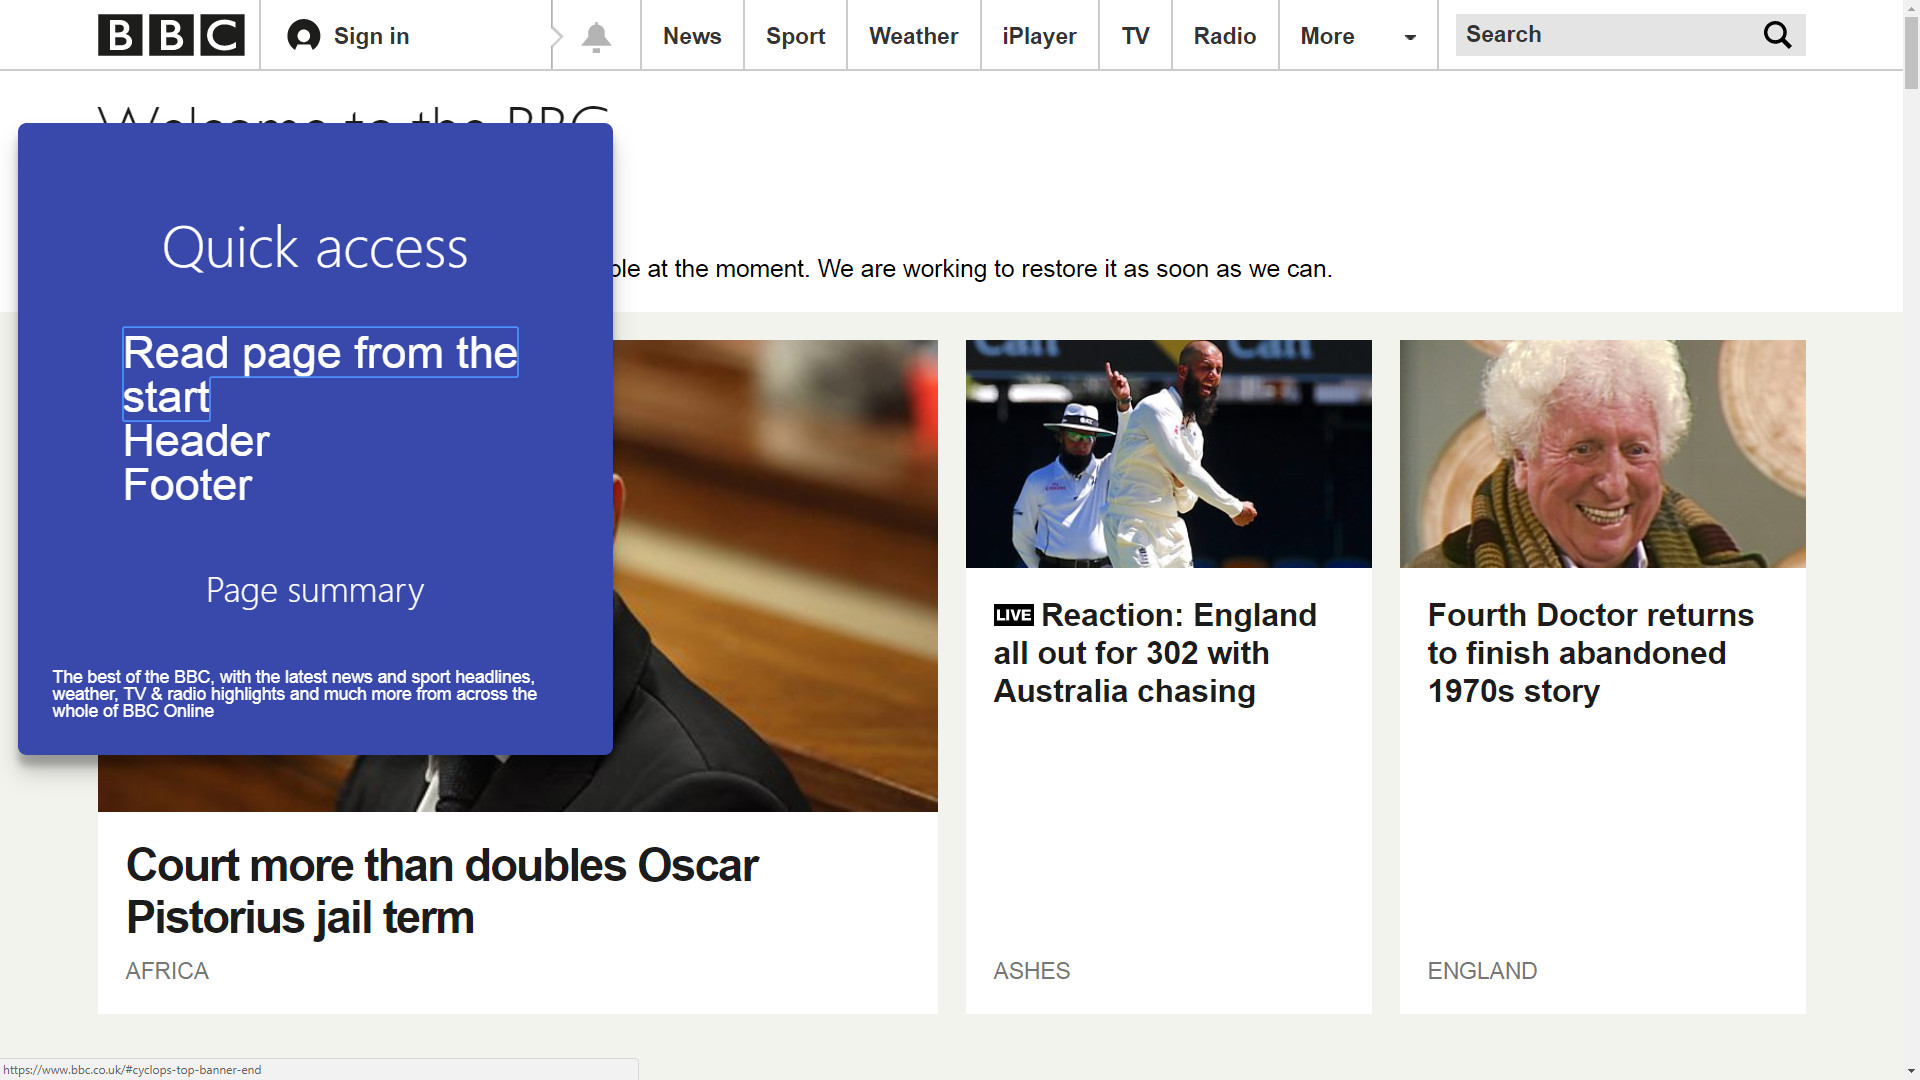 BBC
Sign in
News
Sport
Weather
iPlayer
TV
Radio
More
Search
Welcome to the BBC
Quick access
at the moment. We are working to restore it as soon as we can.
Read page from the
start
Header
Footer
Page summary
The best of the BBC, with the latest news and sport headlines,
weather, TV & radio highlights and much more from across the
whole of BBC Online
LIVE Reaction: England
all out for 302 with
Australia chasing
Fourth Doctor returns
to finish abandoned
1970s story
Court more than doubles Oscar
Pistorius jail term
AFRICA
ASHES
ENGLAND
https://www.bbc.co.uk/#cyclops-top-banner-end